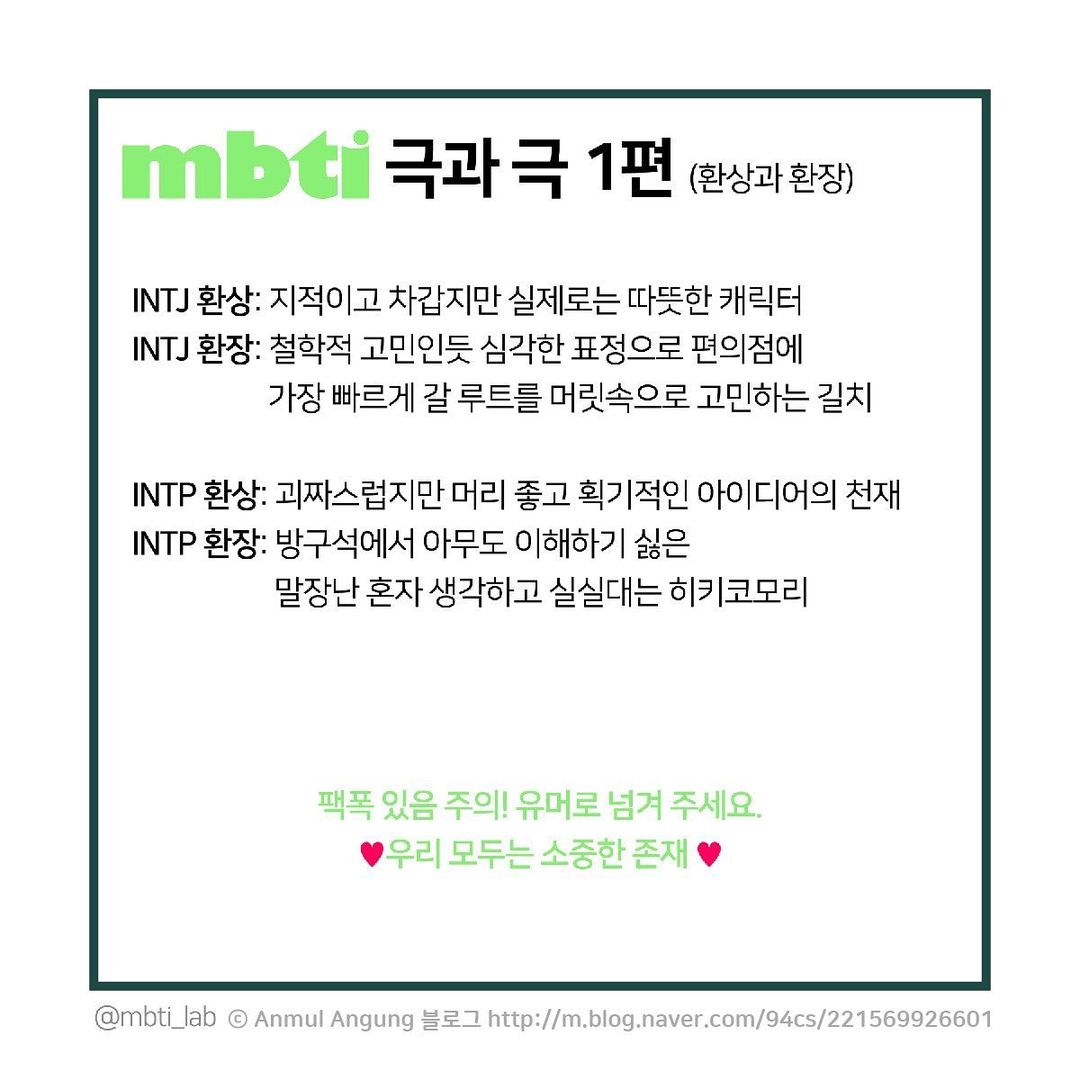 mbti 극과 극 1편 (환상과 환장)
INTJ 환상: 지적이고 차갑지만 실제로는 따뜻한 캐릭터
INTJ 환장: 철학적 고민인듯 심각한 표정으로 편의점에
가장 빠르게 갈 루트를 머릿속으로 고민하는 길치
INTP 환상: 괴짜스럽지만 머리 좋고 획기적인 아이디어의 천재
INTP 환장: 방구석에서 아무도 이해하기 싫은
말장난 혼자 생각하고 실실대는 히키코모리
팩폭 있음 주의! 유머로 넘겨 주세요.
♥우리 모두는 소중한 존재 ♥
@mbti_lab © Anmul Angung 블로그 http://m.blog.naver.com/94cs/221569926601